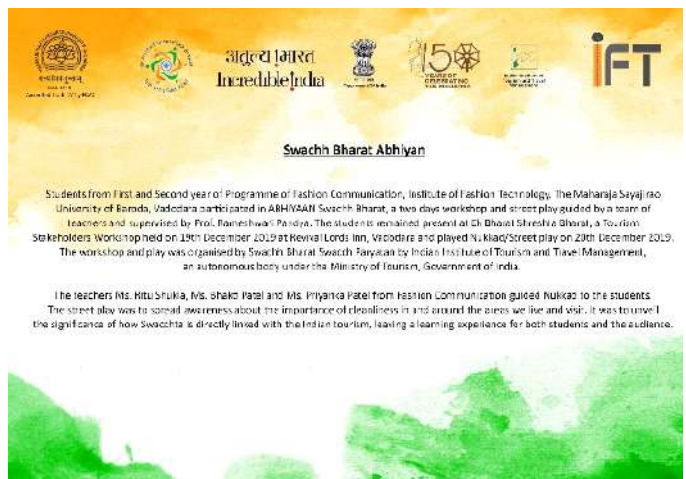 अतुल्य !भारत
Incredible!ndia
150
YEARS OF
CELEBRATING
THE MAHATMA
iFT
Swachh Bharat Abhiyan
Students from First and Second year of Programme of Fashion Communication, Institute of Fashion Technology, The Maharaja Sayajirao
University of Baroda, Vadodara participated in ABHIYAAN Swachh Bharat, a two days workshop and street play guided by a team of
teachers and supervised by Prof. Rameshwari Pandya. The students remained present at Ek Bharat Shreshta Bharat, a Tourism
Stakeholders Workshop held on 19th December 2019 at Revival Lords Inn, Vadodara and played Nukkad/Street play on 20th December 2019.
The workshop and play was organised by Swachh Bharat Swacch Paryatan by Indian Institute of Tourism and Travel Management,
an autonomous body under the Ministry of Tourism, Government of India.
The teachers Ms. Ritu Shukla, Ms. Bhakti Patel and Ms. Priyanka Patel from Fashion Communication guided Nukkad to the students.
The street play was to spread awareness about the importance of cleanliness in and around the areas we live and visit. It was to unveil
the significance of how Swacchta is directly linked with the Indian tourism, leaving a learning experience for both students and the audience.